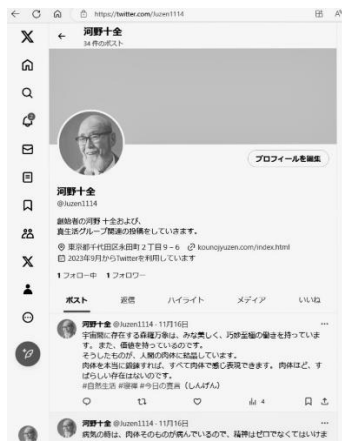 https://twitter.com/Juzen1114
河野十全
34 件のポスト
プロフィールを編集
河野十全
@Juzen1114
創始者の河野 十全および、
真生活グループ関連の投稿をしていきます。
東京都千代田区永田町2丁目9−6 kounojyuzen.com/index.html
2023年9月からTwitterを利用しています
1 フォロー中 1 フォロワー
ポスト 返信 ハイライト メディア いいね
河野十全 @Juzen1114・11月16日
宇宙間に存在する森羅万象は、みな美しく、巧妙至極の働きを持っていま
す。また、価値を持っているのです。
そうしたものが、人間の肉体に結晶しています。
肉体を本当に鍛錬すれば、すべて肉体で感じ表現できます。肉体ほど、す
ばらしい存在はないのです。
#自然生活 #寝禅 #今日の真言（しんげん）
4
河野十全 @Juzen1114・11月16日
病気の時は、肉体そのものが病んでいるので、精神はゼロでなくてはいけま